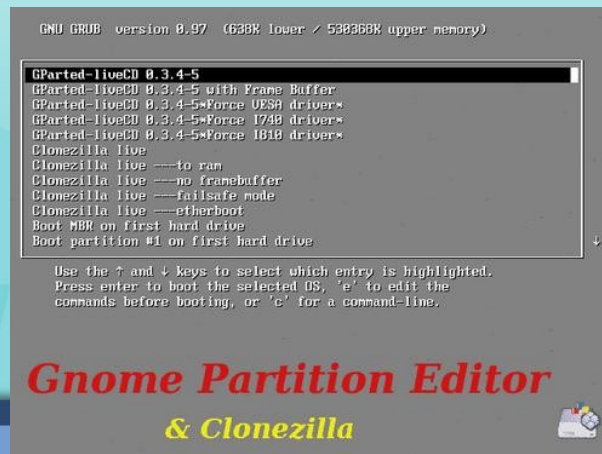 GNU GRUB version 0.97 (638K lower / 530368K upper memory)
GParted-liveCD 0.3.4-5
GParted-liveCD 0.3.4-5 with Frame Buffer
GParted-liveCD 0.3.4-5*Force VESA driver*
GParted-liveCD 0.3.4-5*Force I740 driver*
GParted-liveCD 0.3.4-5*Force I810 driver*
Clonezilla live
Clonezilla live ---to ram
Clonezilla live ---no framebuffer
Clonezilla live ---failsafe mode
Clonezilla live ---etherboot
Boot MBR on first hard drive
Boot partition #1 on first hard drive ↓
Use the ↑ and ↓ keys to select which entry is highlighted.
Press enter to boot the selected OS, 'e' to edit the
commands before booting, or 'c' for a command-line.
Gnome Partition Editor
& Clonezilla